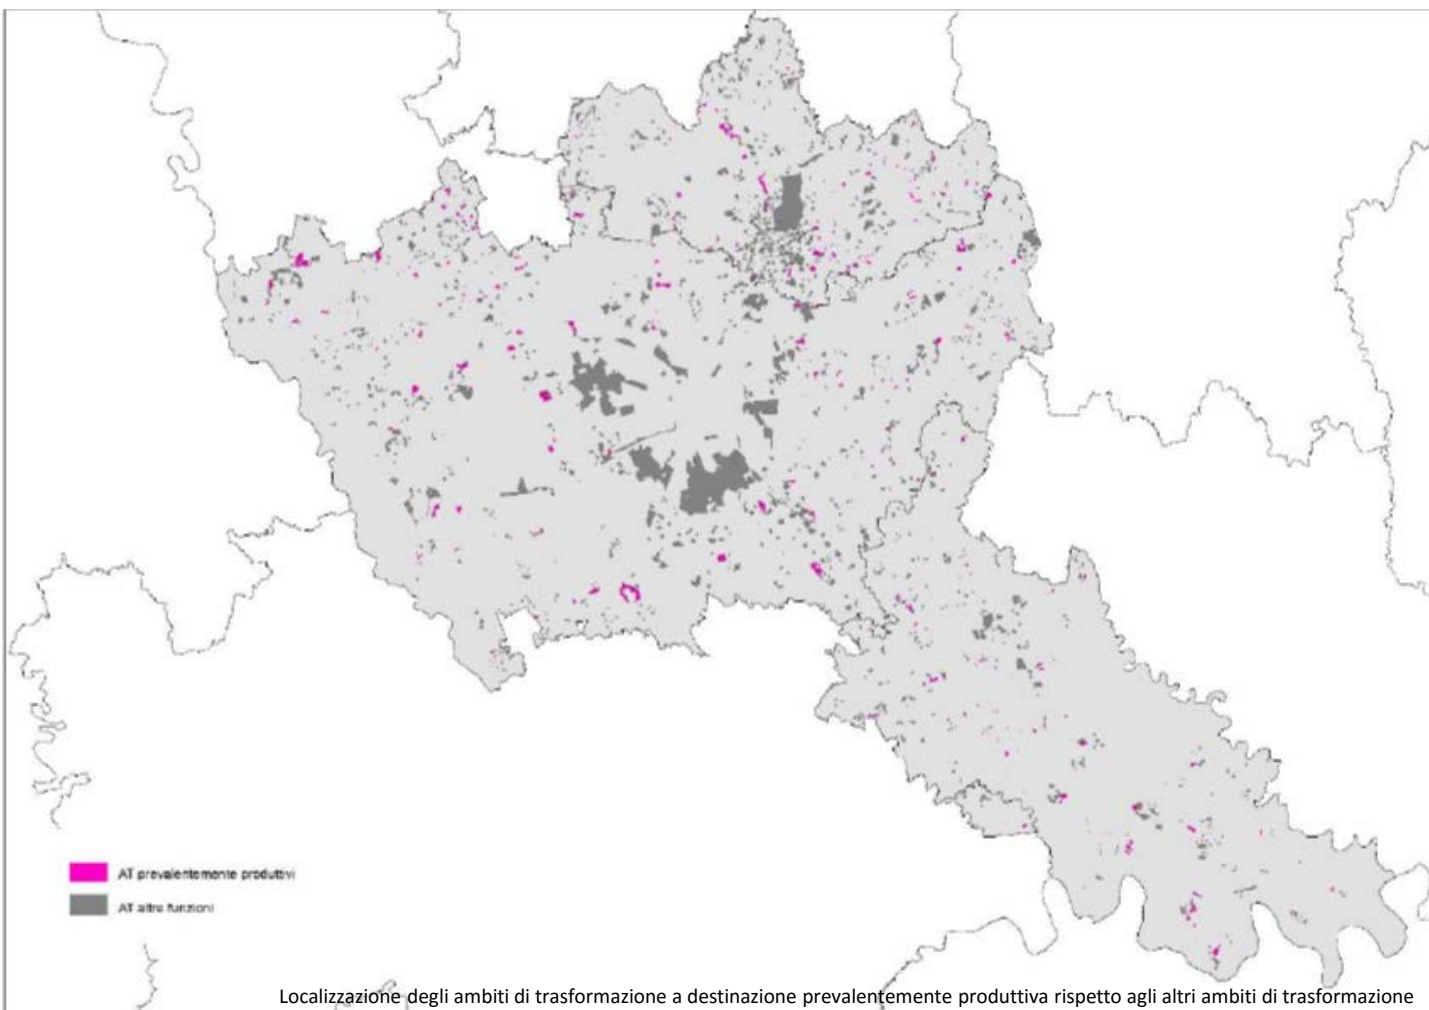 AT prevalentemente produttivi
AT altre funzioni
Localizzazione degli ambiti di trasformazione a destinazione prevalentemente produttiva rispetto agli altri ambiti di trasformazione